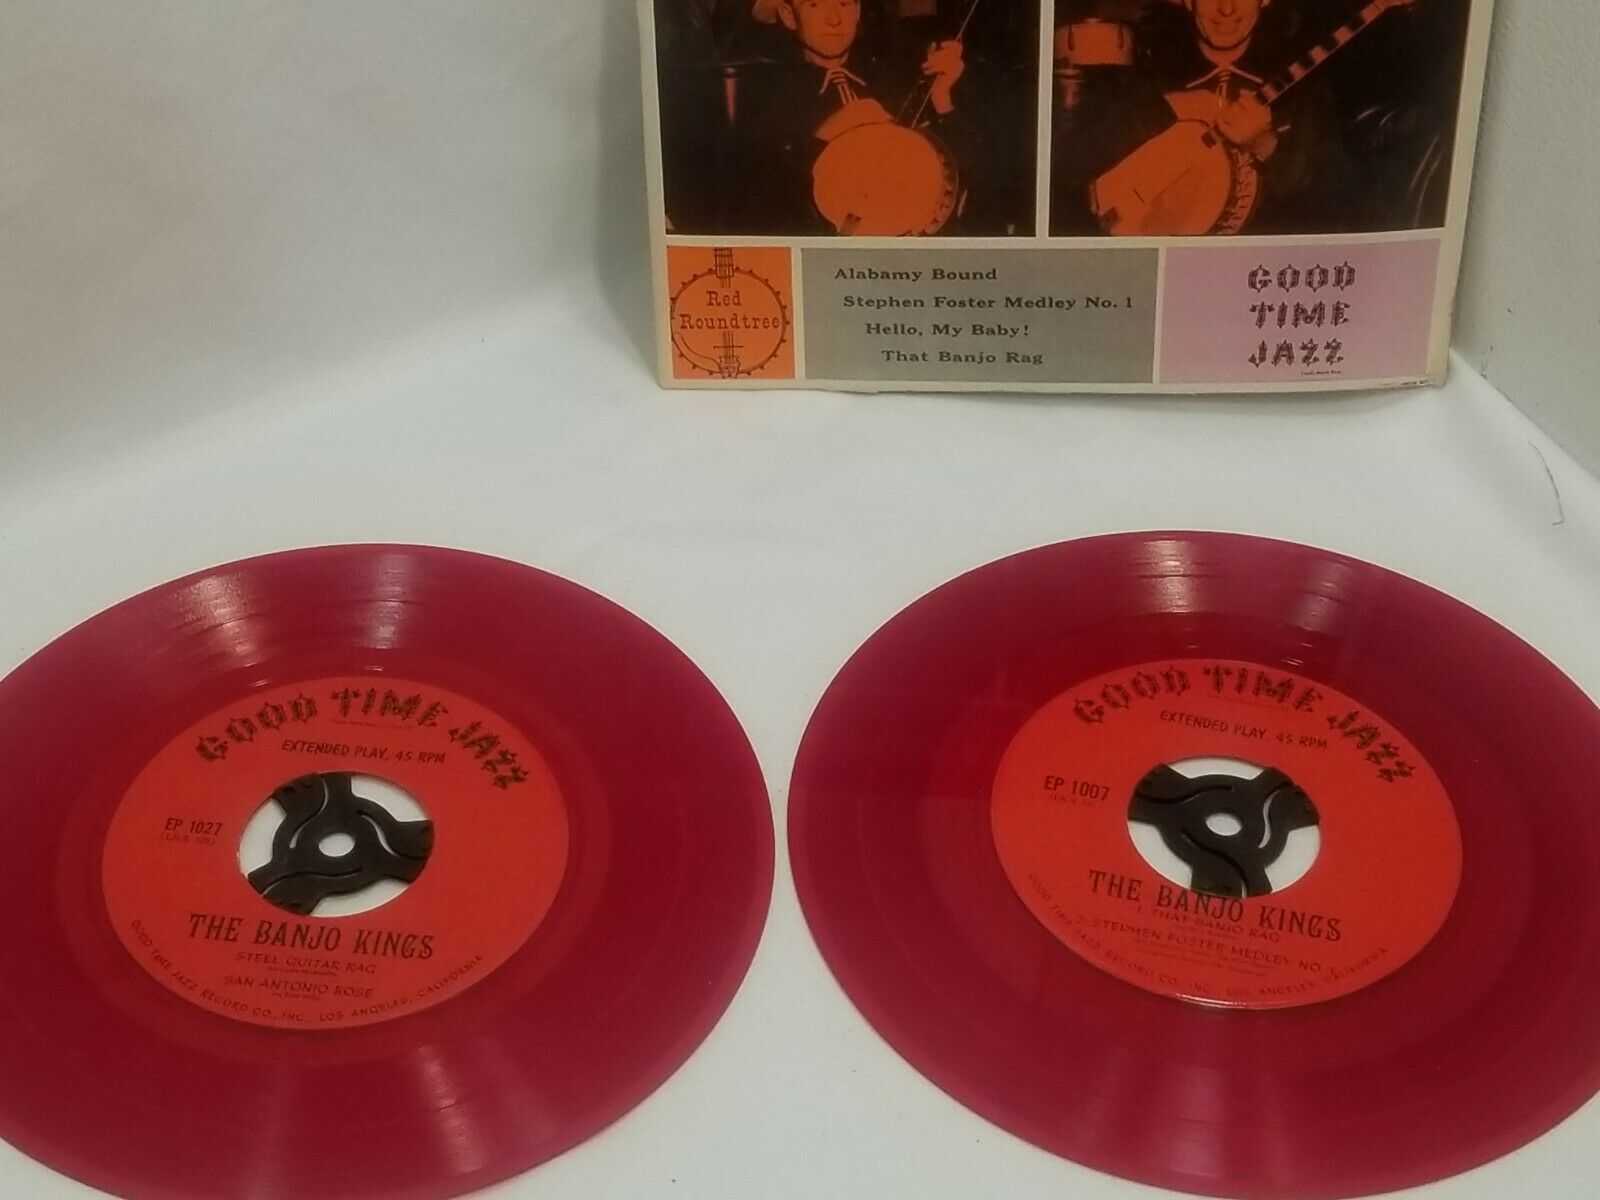 Red
Roundtree
Alabamy Bound
Stephen Foster Medley No. 1
Hello, My Baby!
That Banjo Rag
GOOD
TIME
JAZZ
GOOD TIME JAZZ
EXTENDED PLAY, 45 RPM
EP 1027
THE BANJO KINGS
STEEL GUITAR RAG
SAN ANTONIO ROSE
GOOD TIME JAZZ RECORD CO., INC., LOS ANGELES, CALIFORNIA
GOOD TIME JAZZ
EXTENDED PLAY, 45 RPM
EP 1007
THE BANJO KINGS
1. THAT BANJO RAG
2. STEPHEN FOSTER MEDLEY NO.
GOOD TIME JAZZ RECORD CO., INC., LOS ANGELES, CALIFORNIA